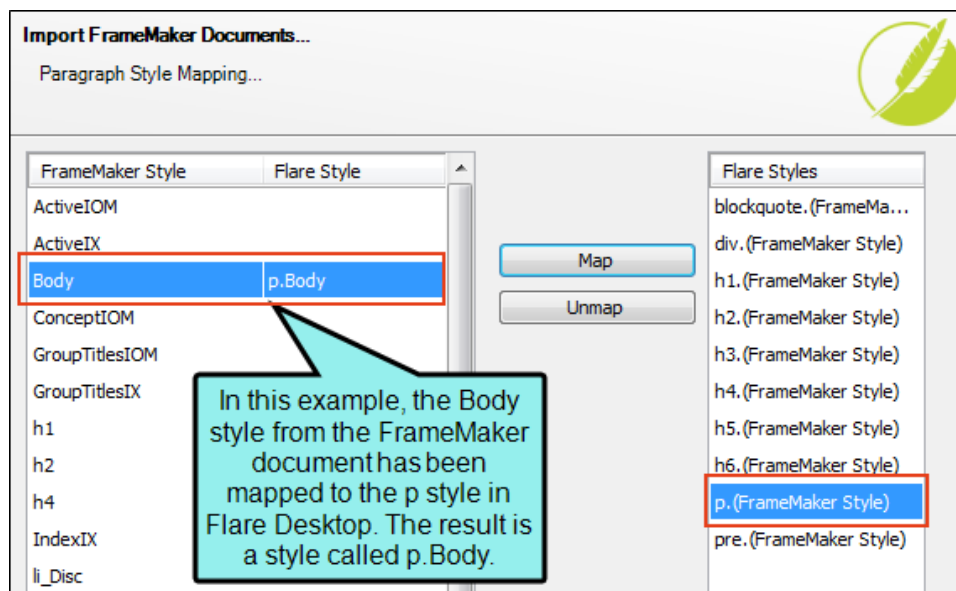 Import FrameMaker Documents...
Paragraph Style Mapping...
FrameMaker Style Flare Style
ActiveIOM
ActiveIX
Body p.Body
ConceptIOM
GroupTitlesIOM
GroupTitlesIX
h1
h2
h4
IndexIX
li_Disc
Map
Unmap
In this example, the Body
style from the FrameMaker
document has been
mapped to the p style in
Flare Desktop. The result is
a style called p.Body.
Flare Styles
blockquote.(FrameMa...
div.(FrameMaker Style)
h1.(FrameMaker Style)
h2.(FrameMaker Style)
h3.(FrameMaker Style)
h4.(FrameMaker Style)
h5.(FrameMaker Style)
h6.(FrameMaker Style)
p.(FrameMaker Style)
pre.(FrameMaker Style)